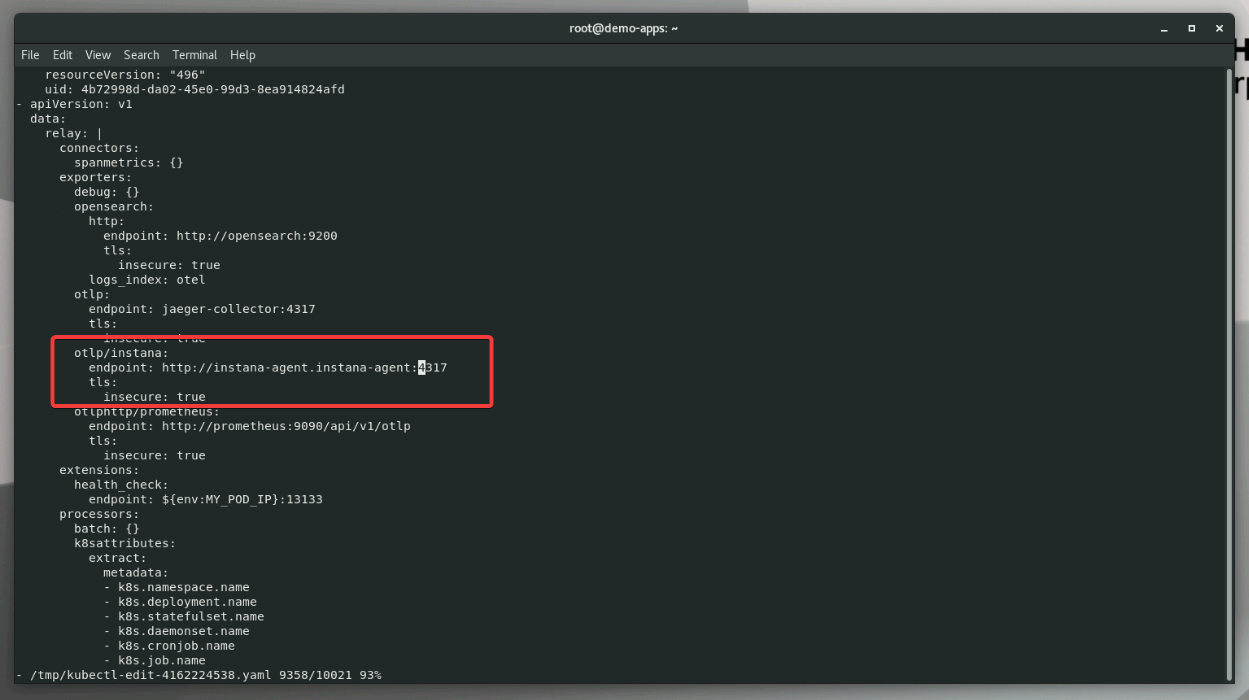 root@demo-apps: ~
File Edit View Search Terminal Help
    resourceVersion: "496"
    uid: 4b72998d-da02-45e0-99d3-8ea914824afd
- apiVersion: v1
  data:
    relay: |
      connectors:
        spanmetrics: {}
      exporters:
        debug: {}
        opensearch:
          http:
            endpoint: http://opensearch:9200
            tls:
              insecure: true
          logs_index: otel
        otlp:
          endpoint: jaeger-collector:4317
          tls:
            insecure: true
        otlp/instana:
          endpoint: http://instana-agent.instana-agent:4317
          tls:
            insecure: true
        otlphttp/prometheus:
          endpoint: http://prometheus:9090/api/v1/otlp
          tls:
            insecure: true
      extensions:
        health_check:
          endpoint: ${env:MY_POD_IP}:13133
      processors:
        batch: {}
        k8sattributes:
          extract:
            metadata:
            - k8s.namespace.name
            - k8s.deployment.name
            - k8s.statefulset.name
            - k8s.daemonset.name
            - k8s.cronjob.name
            - k8s.job.name
- /tmp/kubectl-edit-4162224538.yaml 9358/10021 93%